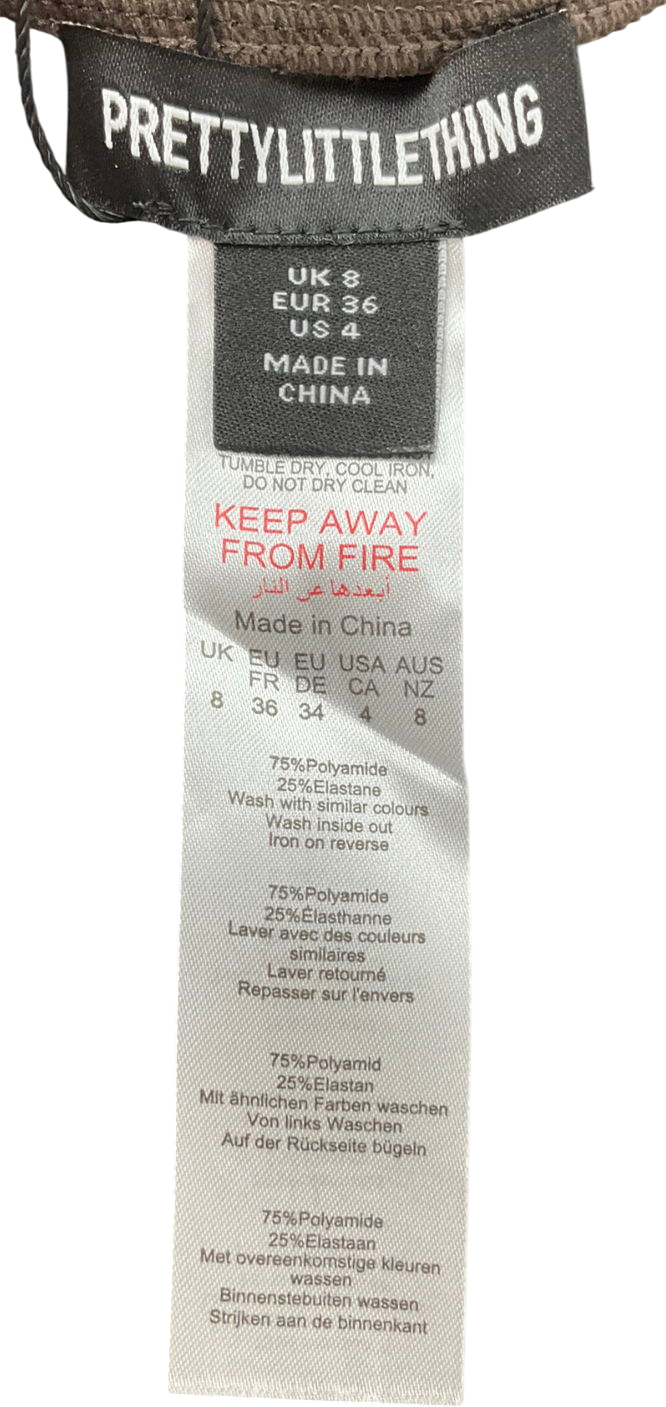 PRETTYLITTLETHING
UK 8
EUR 36
US 4
MADE IN
CHINA
TUMBLE DRY, COOL IRON,
DO NOT DRY CLEAN
KEEP AWAY
FROM FIRE
أبعدها عن النار
Made in China
UK EU EU USA AUS
FR DE CA NZ
8 36 34 4 8
75%Polyamide
25%Elastane
Wash with similar colours
Wash inside out
Iron on reverse
75%Polyamide
25%Élasthanne
Laver avec des couleurs
similaires
Laver retourné
Repasser sur l'envers
75%Polyamid
25%Elastan
Mit ähnlichen Farben waschen
Von links Waschen
Auf der Rückseite bügeln
75%Polyamide
25%Elastaan
Met overeenkomstige kleuren
wassen
Binnenstebuiten wassen
Strijken aan de binnenkant